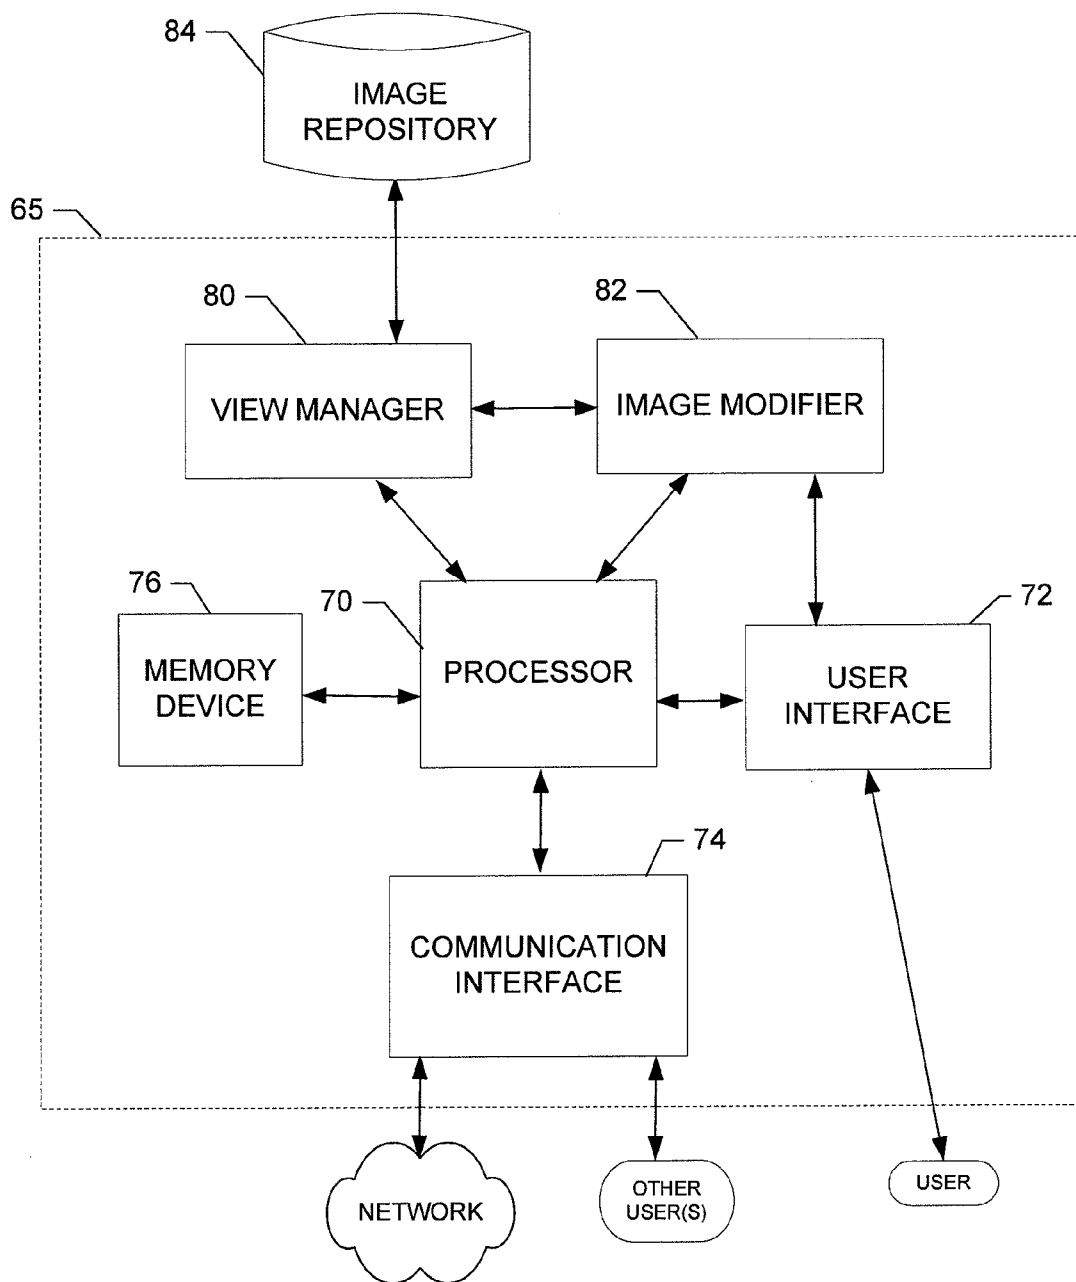 84
IMAGE
REPOSITORY
65
80
82
VIEW MANAGER
IMAGE MODIFIER
76
70
72
MEMORY
DEVICE
PROCESSOR
USER
INTERFACE
74
COMMUNICATION
INTERFACE
NETWORK
OTHER
USER(S)
USER